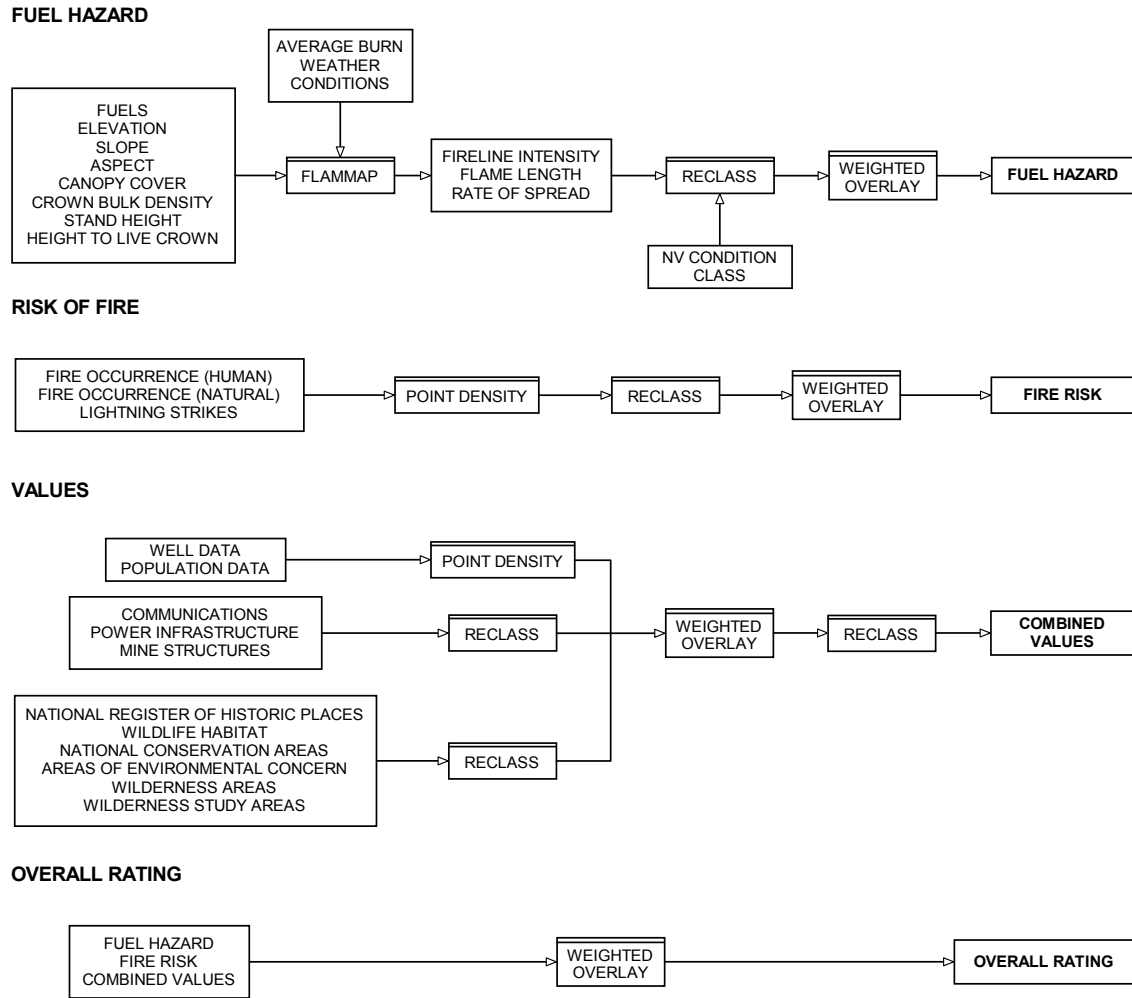 FUEL HAZARD
AVERAGE BURN
WEATHER
CONDITIONS
FUELS
ELEVATION
SLOPE
ASPECT
CANOPY COVER
CROWN BULK DENSITY
STAND HEIGHT
HEIGHT TO LIVE CROWN
FLAMMAP
FIRELINE INTENSITY
FLAME LENGTH
RATE OF SPREAD
RECLASS
WEIGHTED
OVERLAY
FUEL HAZARD
NV CONDITION
CLASS
RISK OF FIRE
FIRE OCCURRENCE (HUMAN)
FIRE OCCURRENCE (NATURAL)
LIGHTNING STRIKES
POINT DENSITY
RECLASS
WEIGHTED
OVERLAY
FIRE RISK
VALUES
WELL DATA
POPULATION DATA
POINT DENSITY
COMMUNICATIONS
POWER INFRASTRUCTURE
MINE STRUCTURES
RECLASS
WEIGHTED
OVERLAY
RECLASS
COMBINED
VALUES
NATIONAL REGISTER OF HISTORIC PLACES
WILDLIFE HABITAT
NATIONAL CONSERVATION AREAS
AREAS OF ENVIRONMENTAL CONCERN
WILDERNESS AREAS
WILDERNESS STUDY AREAS
RECLASS
OVERALL RATING
FUEL HAZARD
FIRE RISK
COMBINED VALUES
WEIGHTED
OVERLAY
OVERALL RATING